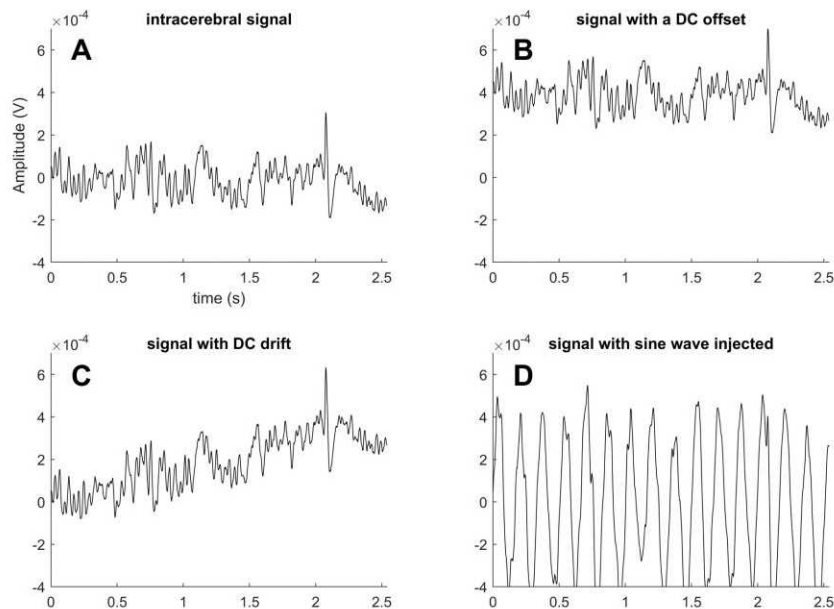 intracerebral signal
×10⁻⁴
A
6
4
2
0
-2
-4
Amplitude (V)
0 0.5 1 1.5 2 2.5
time (s)
signal with a DC offset
×10⁻⁴
B
6
4
2
0
-2
-4
0 0.5 1 1.5 2 2.5
signal with DC drift
×10⁻⁴
C
6
4
2
0
-2
-4
0 0.5 1 1.5 2 2.5
signal with sine wave injected
×10⁻⁴
D
6
4
2
0
-2
-4
0 0.5 1 1.5 2 2.5